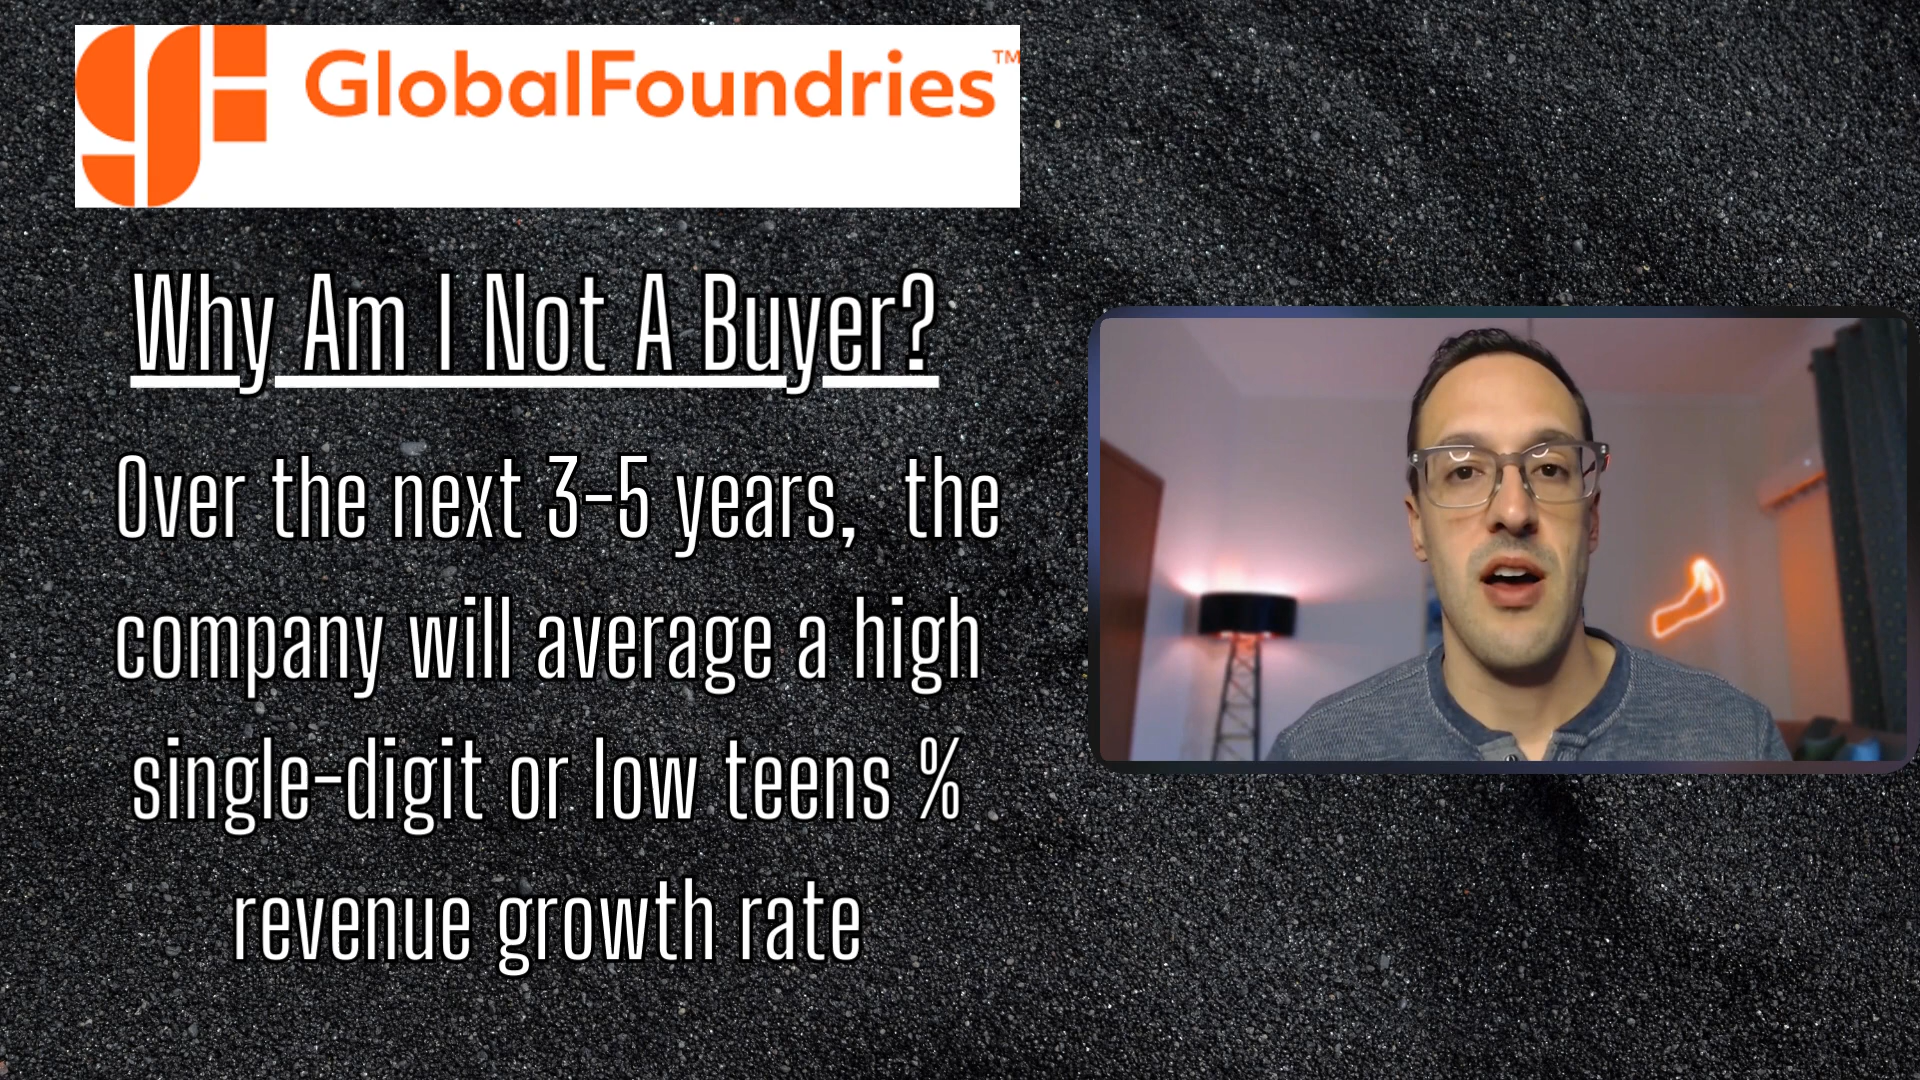 GlobalFoundries™
Why Am I Not A Buyer?
Over the next 3-5 years, the
company will average a high
single-digit or low teens %
revenue growth rate